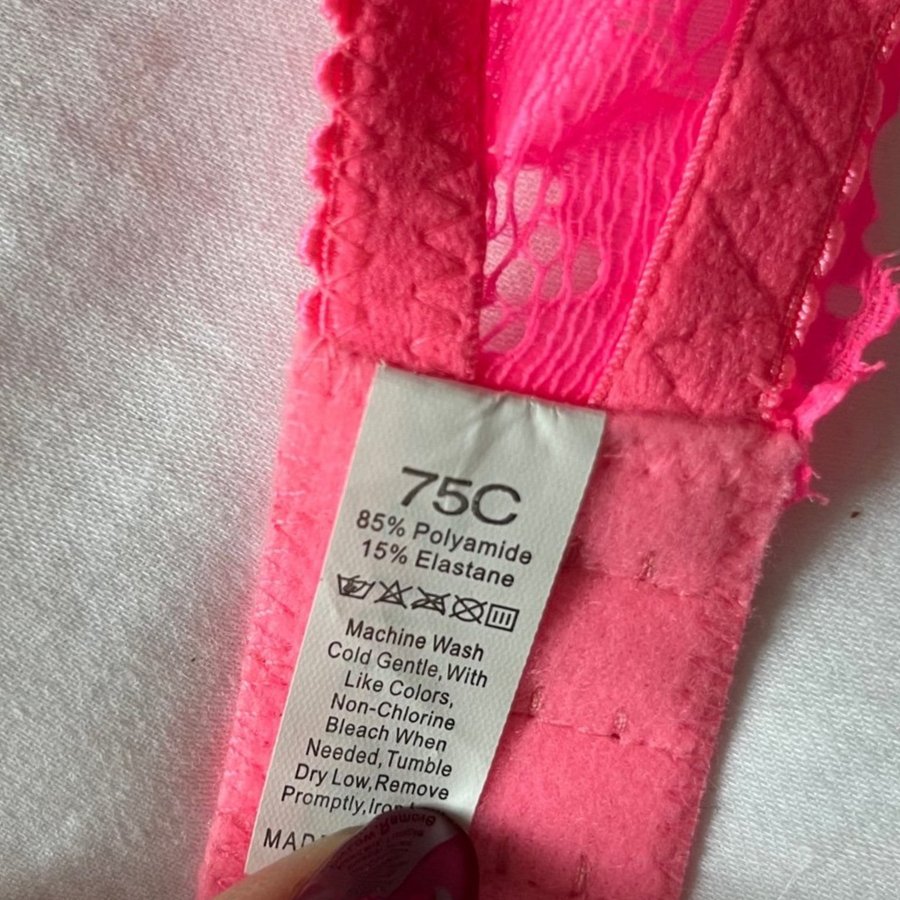 75C
85% Polyamide
15% Elastane
Machine Wash
Cold Gentle,With
Like Colors,
Non-Chlorine
Bleach When
Needed,Tumble
Dry Low,Remove
Promptly,Iron